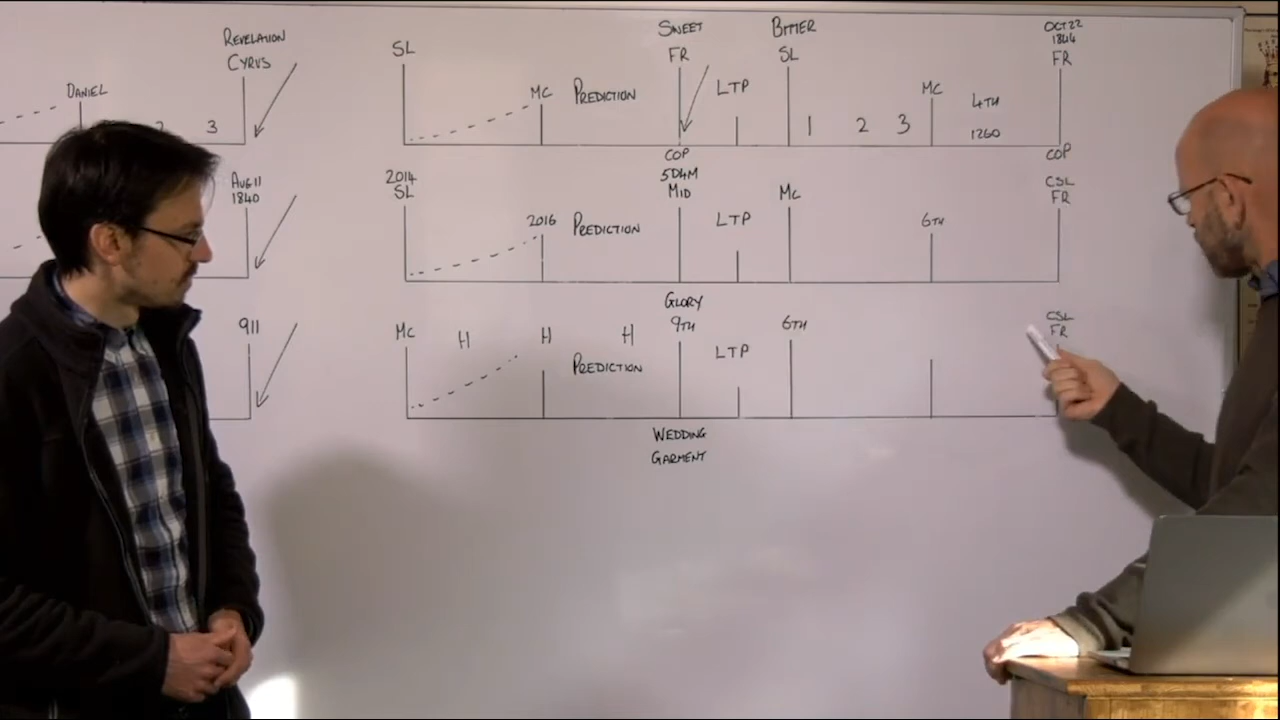 REVELATION
CYRUS
DANIEL
3
SL
MC
PREDICTION
SWEET
FR
LTP
BITTER
SL
1 2 3
MC
4TH
1260
OCT 22
1844
FR
COP
COP
AUG 11
1840
2014
SL
2016
PREDICTION
5D4M
MID
LTP
MC
6TH
CSL
FR
GLORY
911
MC
H H H
PREDICTION
9TH
LTP
6TH
CSL
FR
WEDDING
GARMENT